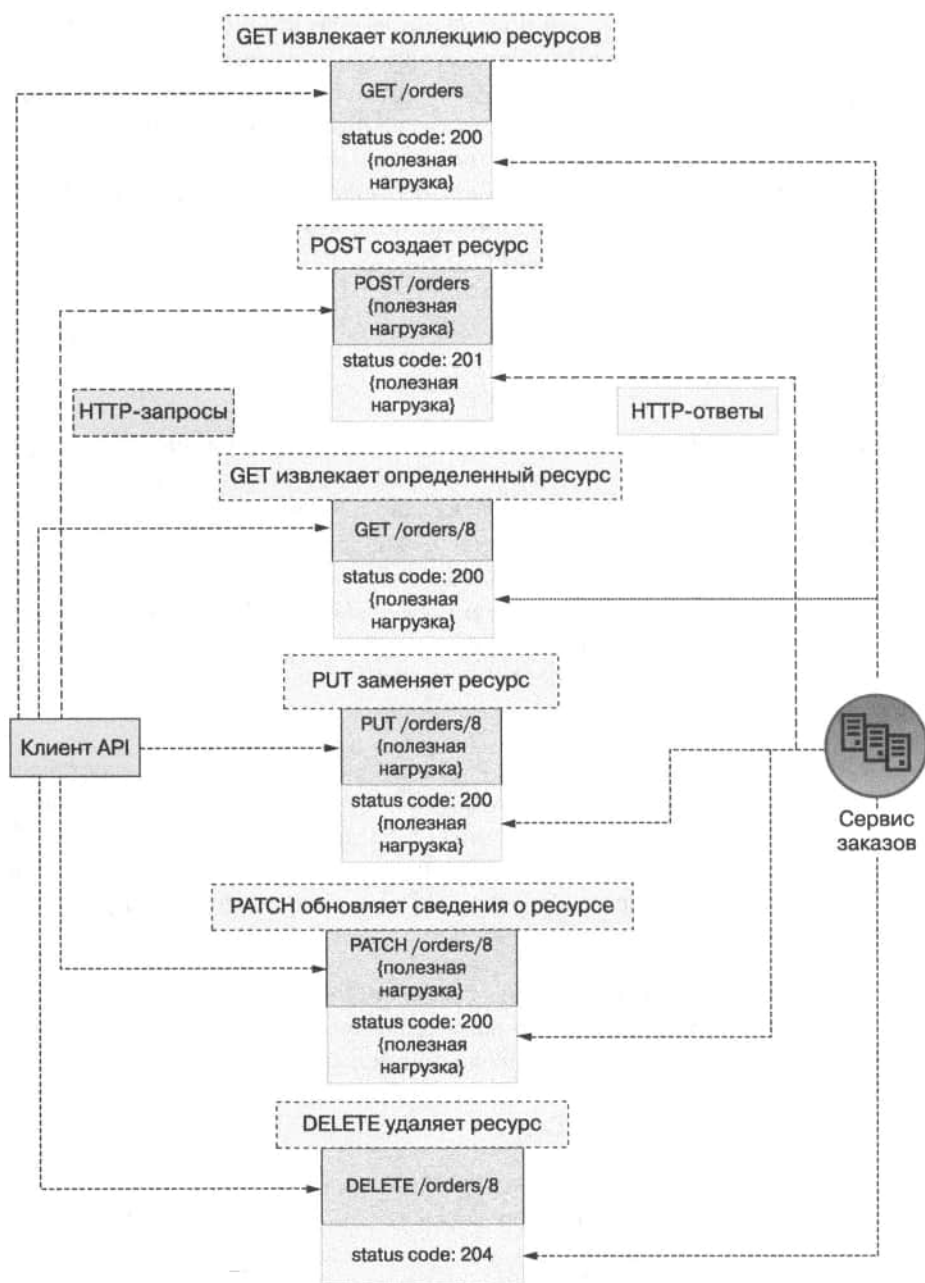 GET извлекает коллекцию ресурсов
GET /orders
status code: 200
{полезная
нагрузка}
POST создает ресурс
POST /orders
{полезная
нагрузка}
status code: 201
{полезная
нагрузка}
HTTP-запросы
HTTP-ответы
GET извлекает определенный ресурс
GET /orders/8
status code: 200
{полезная
нагрузка}
PUT заменяет ресурс
PUT /orders/8
{полезная
нагрузка}
Клиент API
status code: 200
{полезная
нагрузка}
Сервис
заказов
PATCH обновляет сведения о ресурсе
PATCH /orders/8
{полезная
нагрузка}
status code: 200
{полезная
нагрузка}
DELETE удаляет ресурс
DELETE /orders/8
status code: 204